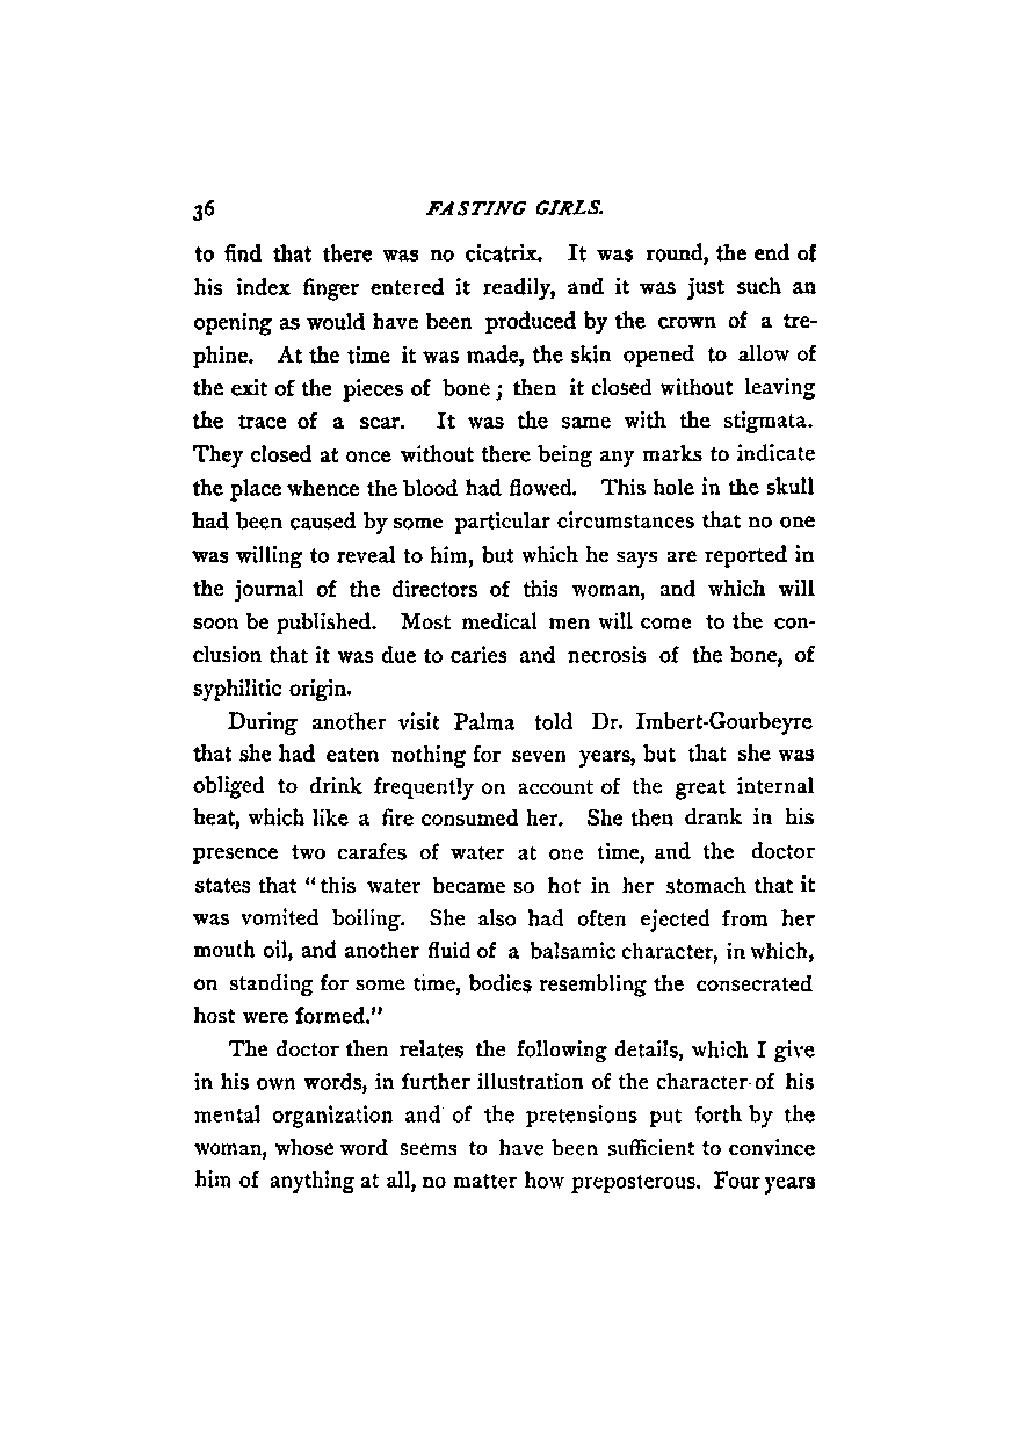 36 FASTING GIRLS.
to find that there was no cicatrix. It was round, the end of
his index finger entered it readily, and it was just such an
opening as would have been produced by the crown of a tre-
phine. At the time it was made, the skin opened to allow of
the exit of the pieces of bone; then it closed without leaving
the trace of a scar. It was the same with the stigmata.
They closed at once without there being any marks to indicate
the place whence the blood had flowed. This hole in the skull
had been caused by some particular circumstances that no one
was willing to reveal to him, but which he says are reported in
the journal of the directors of this woman, and which will
soon be published. Most medical men will come to the con-
clusion that it was due to caries and necrosis of the bone, of
syphilitic origin.
During another visit Palma told Dr. Imbert-Gourbeyre
that she had eaten nothing for seven years, but that she was
obliged to drink frequently on account of the great internal
heat, which like a fire consumed her. She then drank in his
presence two carafes of water at one time, and the doctor
states that "this water became so hot in her stomach that it
was vomited boiling. She also had often ejected from her
mouth oil, and another fluid of a balsamic character, in which,
on standing for some time, bodies resembling the consecrated
host were formed."
The doctor then relates the following details, which I give
in his own words, in further illustration of the character of his
mental organization and of the pretensions put forth by the
woman, whose word seems to have been sufficient to convince
him of anything at all, no matter how preposterous. Four years